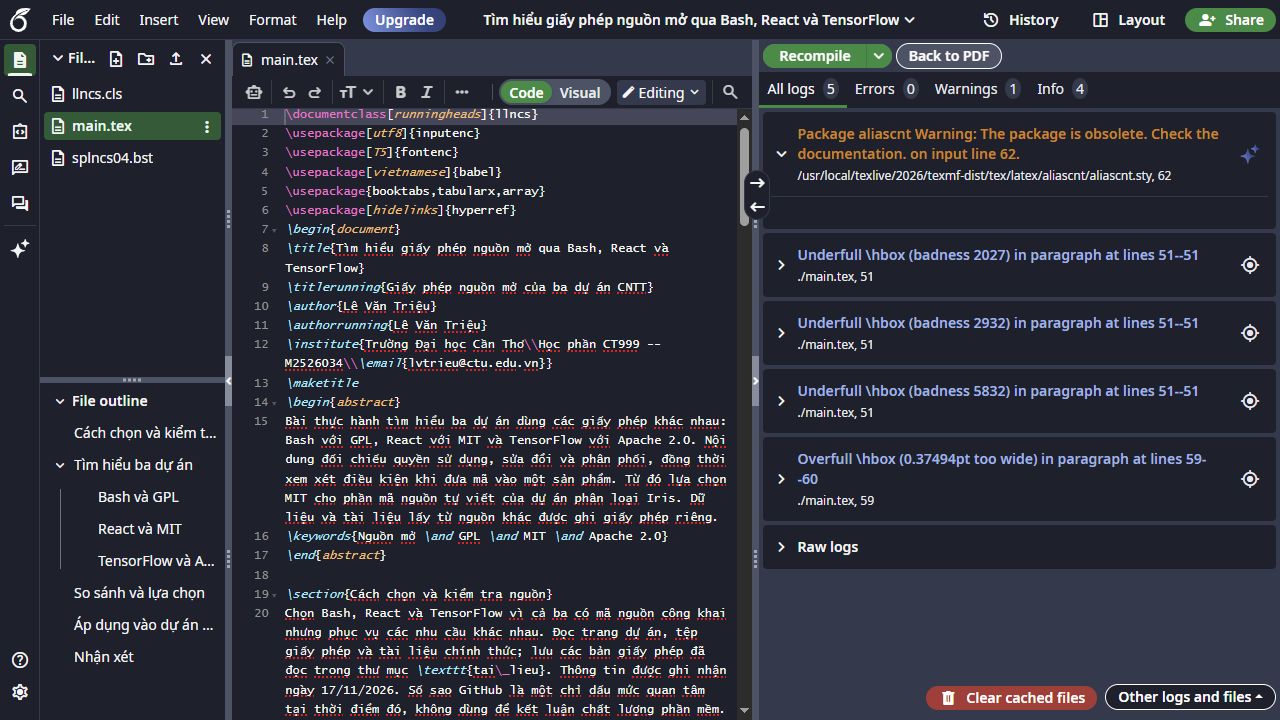 File Edit Insert View Format Help Upgrade
Tìm hiểu giấy phép nguồn mở qua Bash, React và TensorFlow
History Layout Share
Fil...
llncs.cls
main.tex
splncs04.bst
File outline
Cách chọn và kiểm t...
Tìm hiểu ba dự án
Bash và GPL
React và MIT
TensorFlow và A...
So sánh và lựa chọn
Áp dụng vào dự án ...
Nhận xét
main.tex
Code Visual Editing
1 \documentclass[runningheads]{llncs}
2 \usepackage[utf8]{inputenc}
3 \usepackage[T5]{fontenc}
4 \usepackage[vietnamese]{babel}
5 \usepackage{booktabs,tabularx,array}
6 \usepackage[hidelinks]{hyperref}
7 \begin{document}
8 \title{Tìm hiểu giấy phép nguồn mở qua Bash, React và
TensorFlow}
9 \titlerunning{Giấy phép nguồn mở của ba dự án CNTT}
10 \author{Lê Văn Triệu}
11 \authorrunning{Lê Văn Triệu}
12 \institute{Trường Đại học Cần Thơ\\Học phần CT999 --
M2526034\\\email{lvtrieu@ctu.edu.vn}}
13 \maketitle
14 \begin{abstract}
15 Bài thực hành tìm hiểu ba dự án dùng các giấy phép khác nhau:
Bash với GPL, React với MIT và TensorFlow với Apache 2.0. Nội
dung đối chiếu quyền sử dụng, sửa đổi và phân phối, đồng thời
xem xét điều kiện khi đưa mã vào một sản phẩm. Từ đó lựa chọn
MIT cho phần mã nguồn tự viết của dự án phân loại Iris. Dữ
liệu và tài liệu lấy từ nguồn khác được ghi giấy phép riêng.
16 \keywords{Nguồn mở \and GPL \and MIT \and Apache 2.0}
17 \end{abstract}
18
19 \section{Cách chọn và kiểm tra nguồn}
20 Chọn Bash, React và TensorFlow vì cả ba có mã nguồn công khai
nhưng phục vụ các nhu cầu khác nhau. Đọc trang dự án, tệp
giấy phép và tài liệu chính thức; lưu các bản giấy phép đã
đọc trong thư mục \texttt{tai\_lieu}. Thông tin được ghi nhận
ngày 17/11/2026. Số sao GitHub là một chỉ dấu mức quan tâm
tại thời điểm đó, không dùng để kết luận chất lượng phần mềm.
Recompile Back to PDF
All logs 5 Errors 0 Warnings 1 Info 4
Package aliascnt Warning: The package is obsolete. Check the
documentation. on input line 62.
/usr/local/texlive/2026/texmf-dist/tex/latex/aliascnt/aliascnt.sty, 62
Underfull \hbox (badness 2027) in paragraph at lines 51--51
./main.tex, 51
Underfull \hbox (badness 2932) in paragraph at lines 51--51
./main.tex, 51
Underfull \hbox (badness 5832) in paragraph at lines 51--51
./main.tex, 51
Overfull \hbox (0.37494pt too wide) in paragraph at lines 59-
-60
./main.tex, 59
Raw logs
Clear cached files Other logs and files